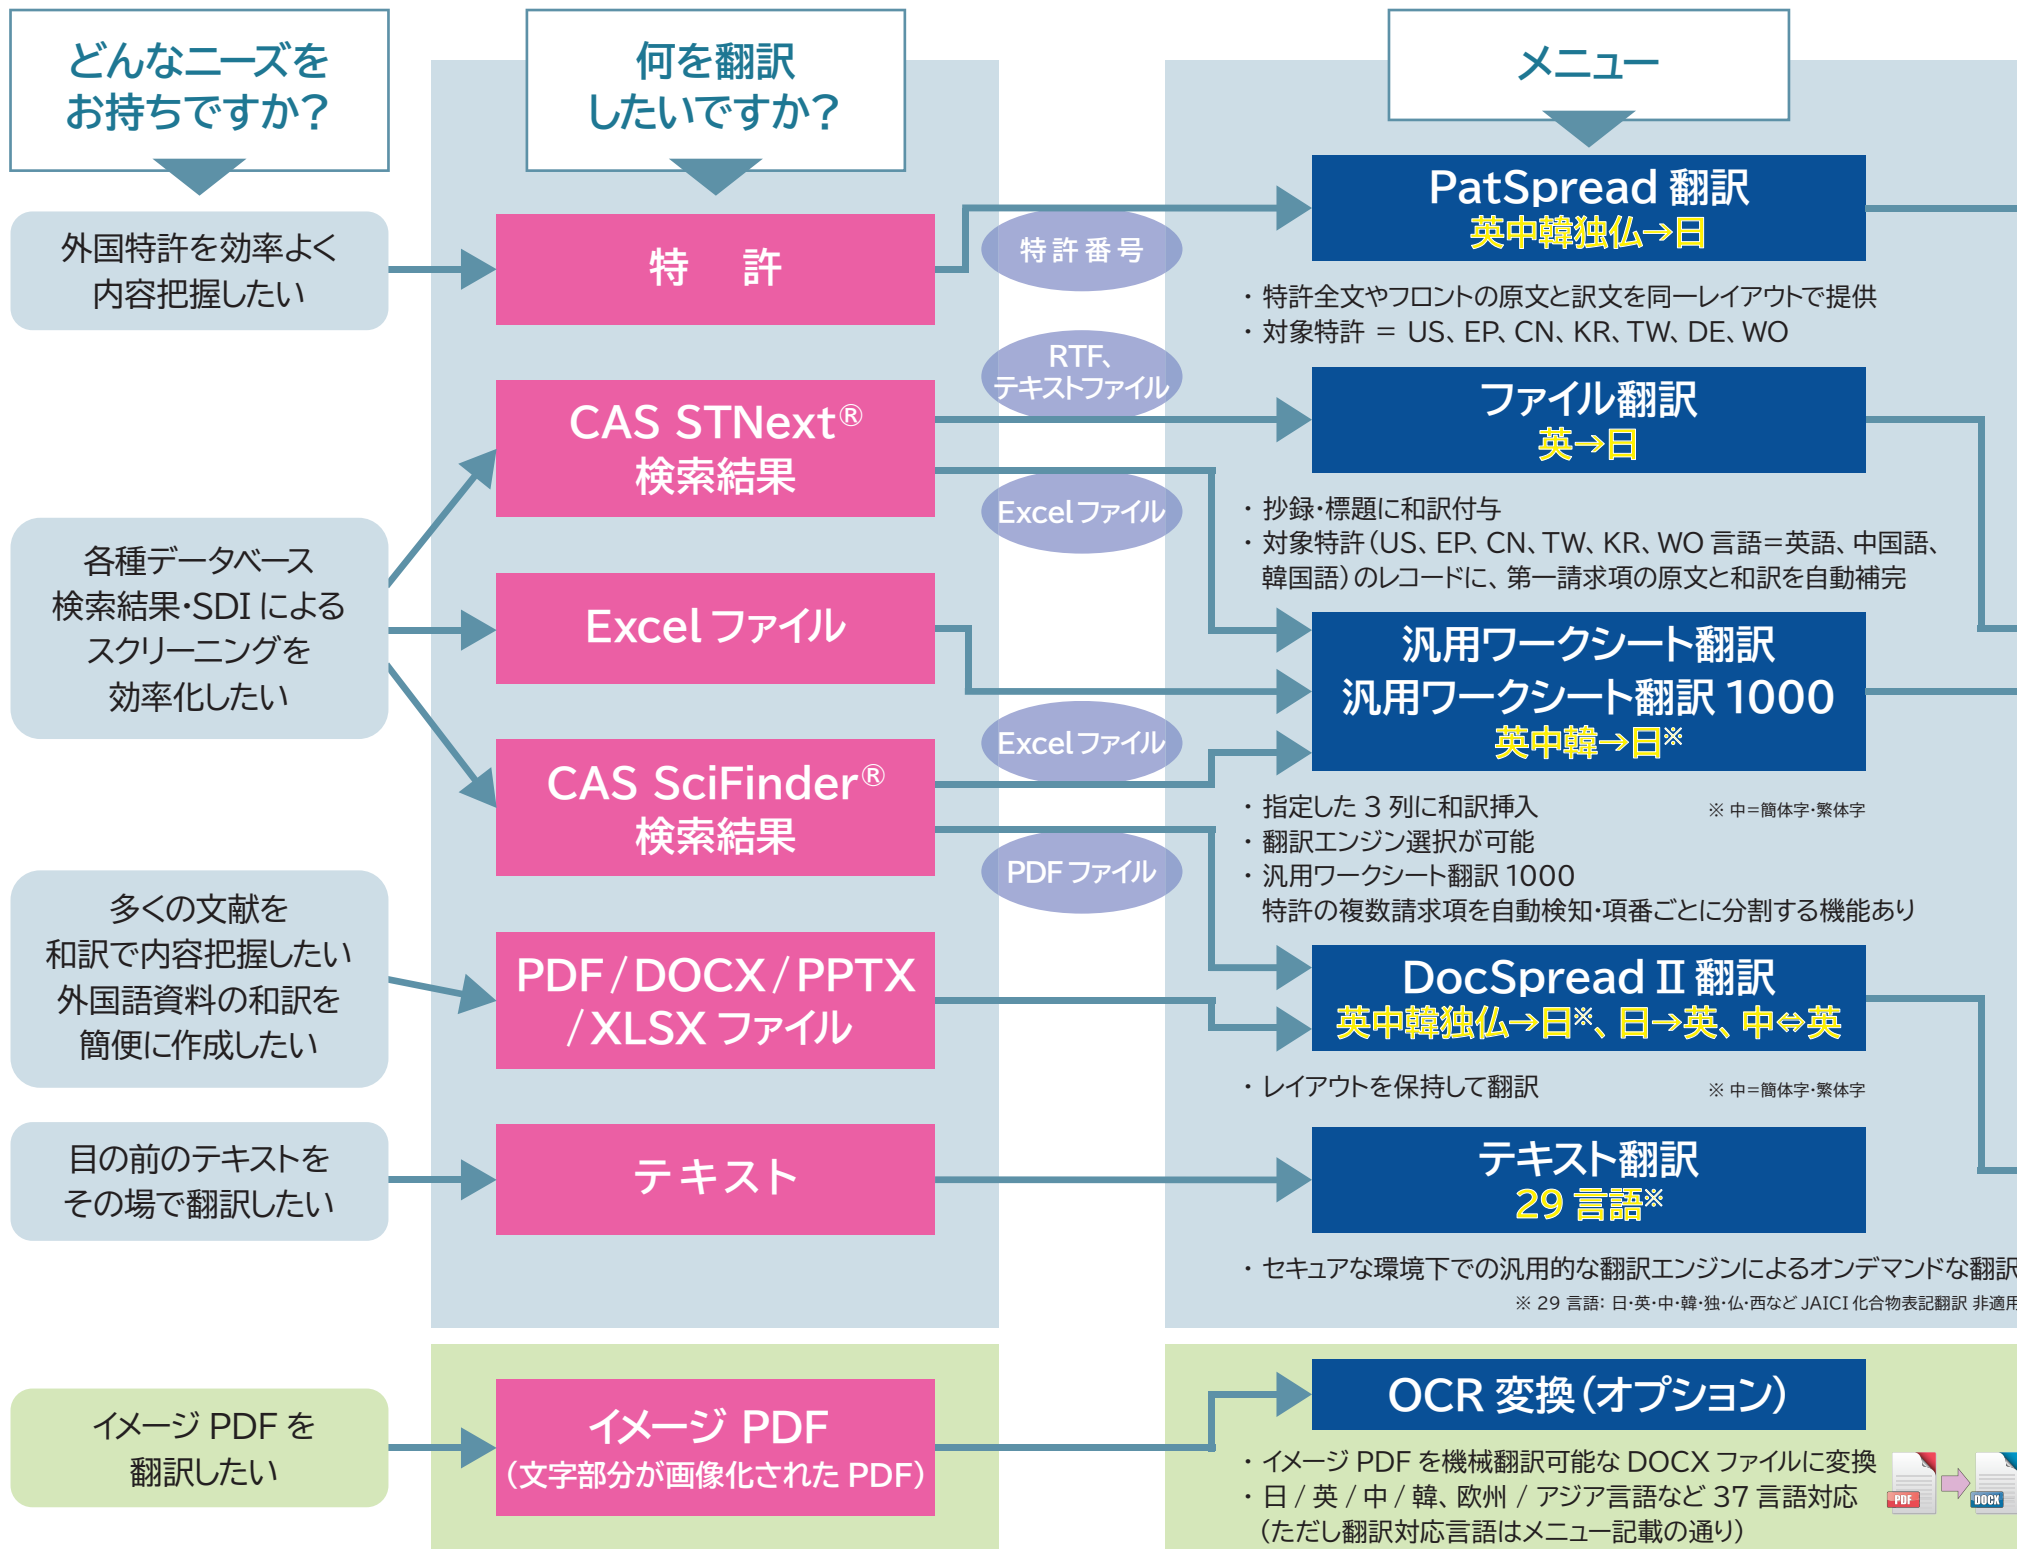 どんなニーズを
お持ちですか？
何を翻訳
したいですか？
メニュー
外国特許を効率よく
内容把握したい
特 許
特許番号
PatSpread 翻訳
英中韓独仏→日
・ 特許全文やフロントの原文と訳文を同一レイアウトで提供
・ 対象特許 ＝ US、EP、CN、KR、TW、DE、WO
各種データベース
検索結果・SDI による
スクリーニングを
効率化したい
CAS STNext®
検索結果
RTF、
テキストファイル
Excel ファイル
ファイル翻訳
英→日
・ 抄録・標題に和訳付与
・ 対象特許（US、EP、CN、TW、KR、WO 言語＝英語、中国語、
韓国語）のレコードに、第一請求項の原文と和訳を自動補完
Excel ファイル
汎用ワークシート翻訳
汎用ワークシート翻訳 1000
英中韓→日※
CAS SciFinder®
検索結果
Excel ファイル
PDF ファイル
・ 指定した 3 列に和訳挿入
※ 中＝簡体字・繁体字
・ 翻訳エンジン選択が可能
・ 汎用ワークシート翻訳 1000
特許の複数請求項を自動検知・項番ごとに分割する機能あり
多くの文献を
和訳で内容把握したい
外国語資料の和訳を
簡便に作成したい
PDF/DOCX/PPTX
/XLSX ファイル
DocSpread Ⅱ 翻訳
英中韓独仏→日※、日→英、中⇔英
・ レイアウトを保持して翻訳
※ 中＝簡体字・繁体字
目の前のテキストを
その場で翻訳したい
テキスト
テキスト翻訳
29 言語※
・ セキュアな環境下での汎用的な翻訳エンジンによるオンデマンドな翻訳
※ 29 言語： 日・英・中・韓・独・仏・西など JAICI 化合物表記翻訳 非適用
イメージ PDF を
翻訳したい
イメージ PDF
（文字部分が画像化された PDF）
OCR 変換（オプション）
・ イメージ PDF を機械翻訳可能な DOCX ファイルに変換
・ 日 / 英 / 中 / 韓、欧州 / アジア言語など 37 言語対応
（ただし翻訳対応言語はメニュー記載の通り）
PDF
DOCX